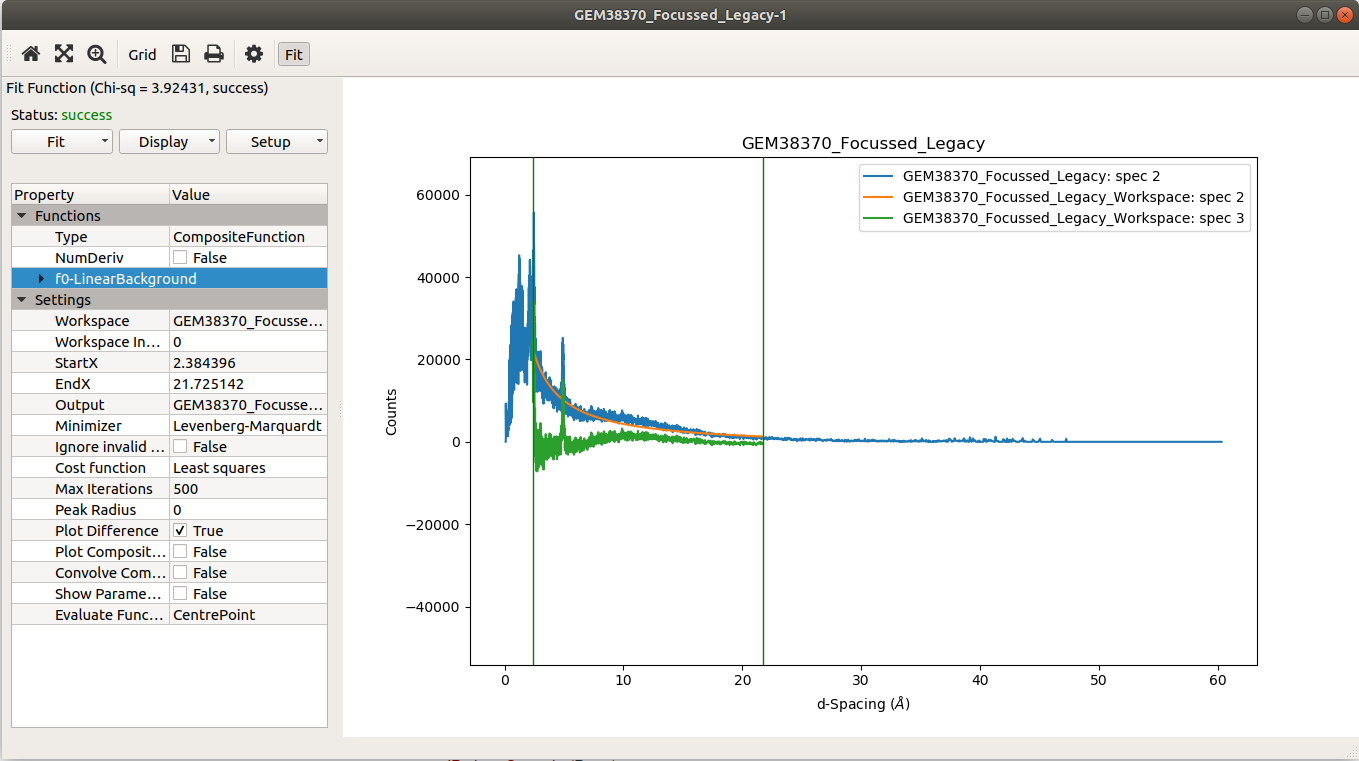 GEM38370_Focussed_Legacy-1
Grid Fit
Fit Function (Chi-sq = 3.92431, success)
Status: success
Fit Display Setup
Property Value
Functions
Type CompositeFunction
NumDeriv False
f0-LinearBackground
Settings
Workspace GEM38370_Focusse...
Workspace In... 0
StartX 2.384396
EndX 21.725142
Output GEM38370_Focusse...
Minimizer Levenberg-Marquardt
Ignore invalid ... False
Cost function Least squares
Max Iterations 500
Peak Radius 0
Plot Difference True
Plot Composit... False
Convolve Com... False
Show Parame... False
Evaluate Func... CentrePoint
GEM38370_Focussed_Legacy
GEM38370_Focussed_Legacy: spec 2
GEM38370_Focussed_Legacy_Workspace: spec 2
GEM38370_Focussed_Legacy_Workspace: spec 3
Counts
60000
40000
20000
0
−20000
−40000
0 10 20 30 40 50 60
d-Spacing (Å)